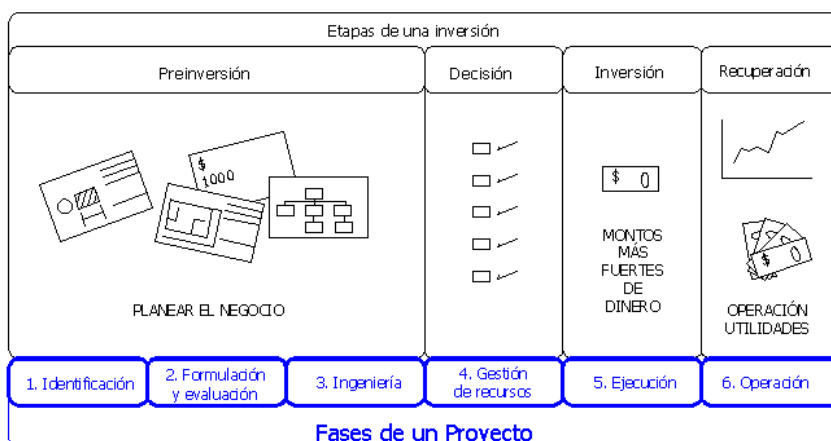 Etapas de una inversión
Preinversión
Decisión
Inversión
Recuperación
$
1000
$ 0
MONTOS
MÁS
FUERTES
DE
DINERO
$ 0
PLANEAR EL NEGOCIO
OPERACIÓN
UTILIDADES
1. Identificación
2. Formulación
y evaluación
3. Ingeniería
4. Gestión
de recursos
5. Ejecución
6. Operación
Fases de un Proyecto